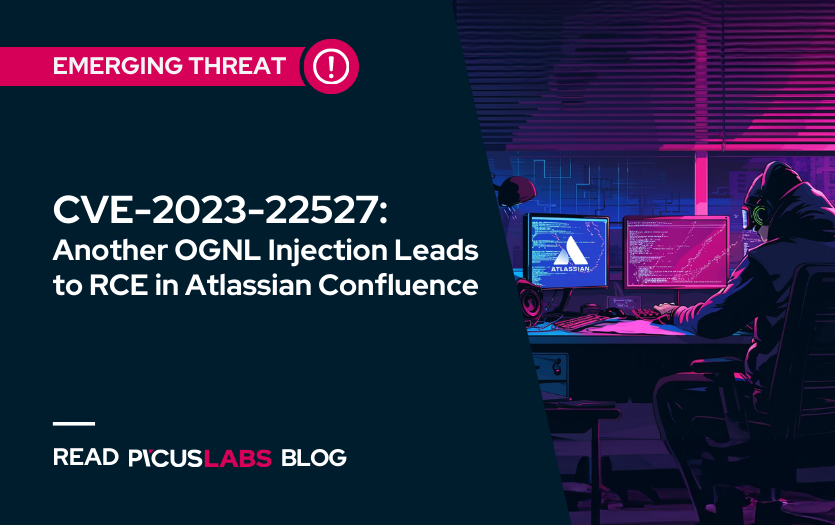 EMERGING THREAT
CVE-2023-22527:
Another OGNL Injection Leads
to RCE in Atlassian Confluence
ATLASSIAN
READ PICUSLABS BLOG